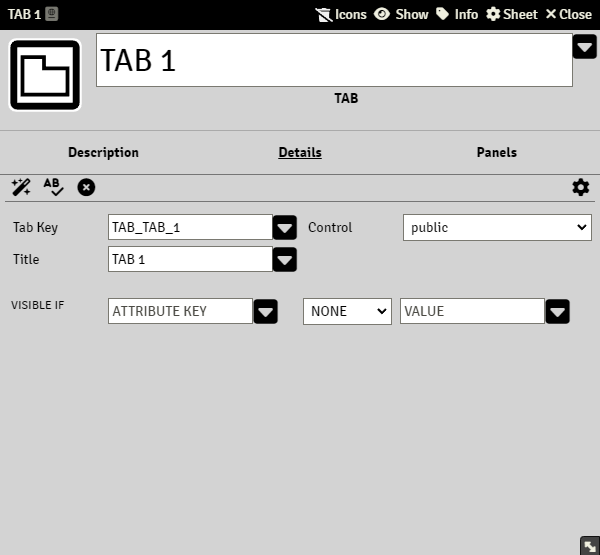 TAB 1 Icons Show Info Sheet Close
TAB 1
TAB
Description Details Panels
AB
Tab Key TAB_TAB_1 Control public
Title TAB 1
VISIBLE IF ATTRIBUTE KEY NONE VALUE